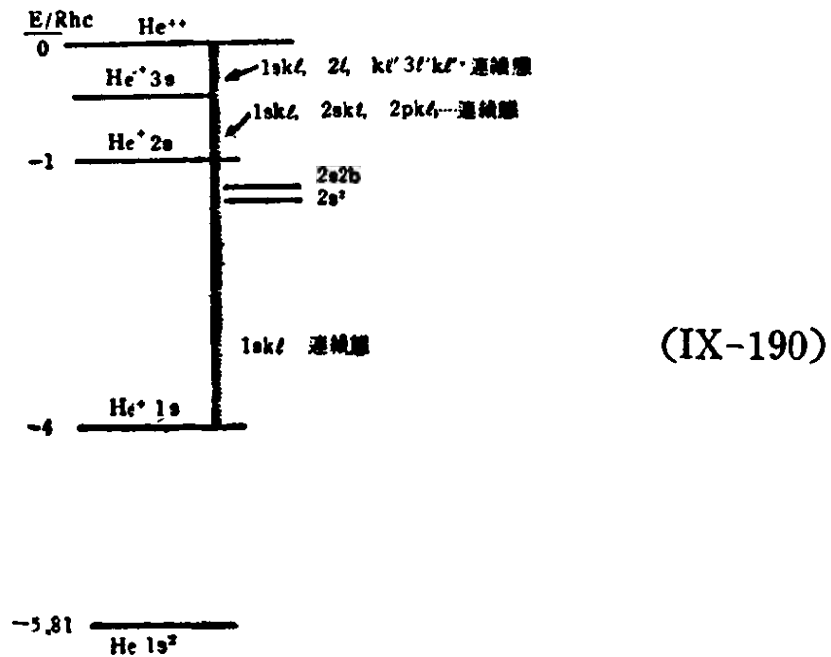 E/Rhc
He⁺⁺
0
1skℓ, 2ℓ, kℓ' 3ℓ'kℓ'' 連続態
He⁺ 3s
1skℓ, 2skℓ, 2pkℓ,…連続態
He⁺ 2s
-1
2s2b
2s²
1skℓ 連続態
(IX-190)
He⁺ 1s
-4
-5.81
He 1s²